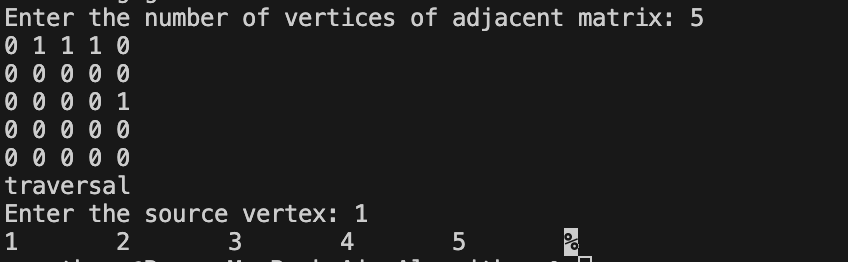 Enter the number of vertices of adjacent matrix: 5
0 1 1 1 0
0 0 0 0 0
0 0 0 0 1
0 0 0 0 0
0 0 0 0 0
traversal
Enter the source vertex: 1
1 2 3 4 5 %